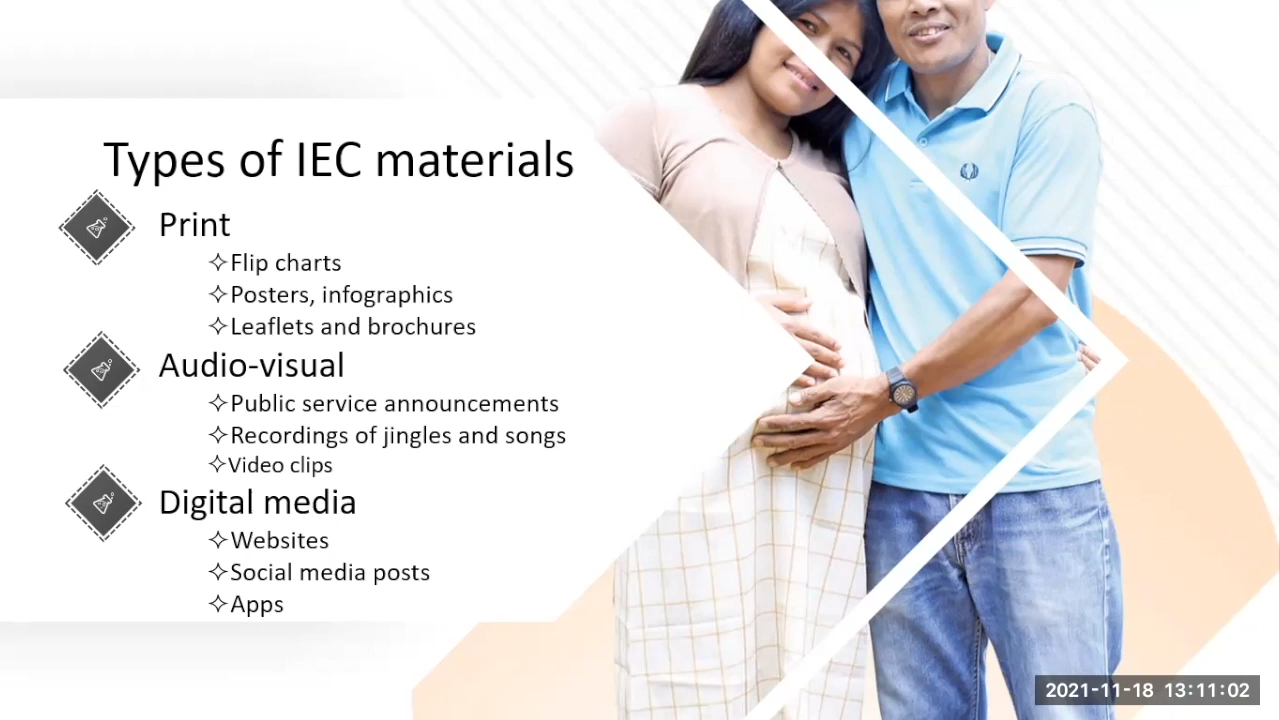 Types of IEC materials
Print
✧Flip charts
✧Posters, infographics
✧Leaflets and brochures
Audio-visual
✧Public service announcements
✧Recordings of jingles and songs
✧Video clips
Digital media
✧Websites
✧Social media posts
✧Apps
2021-11-18 13:11:02